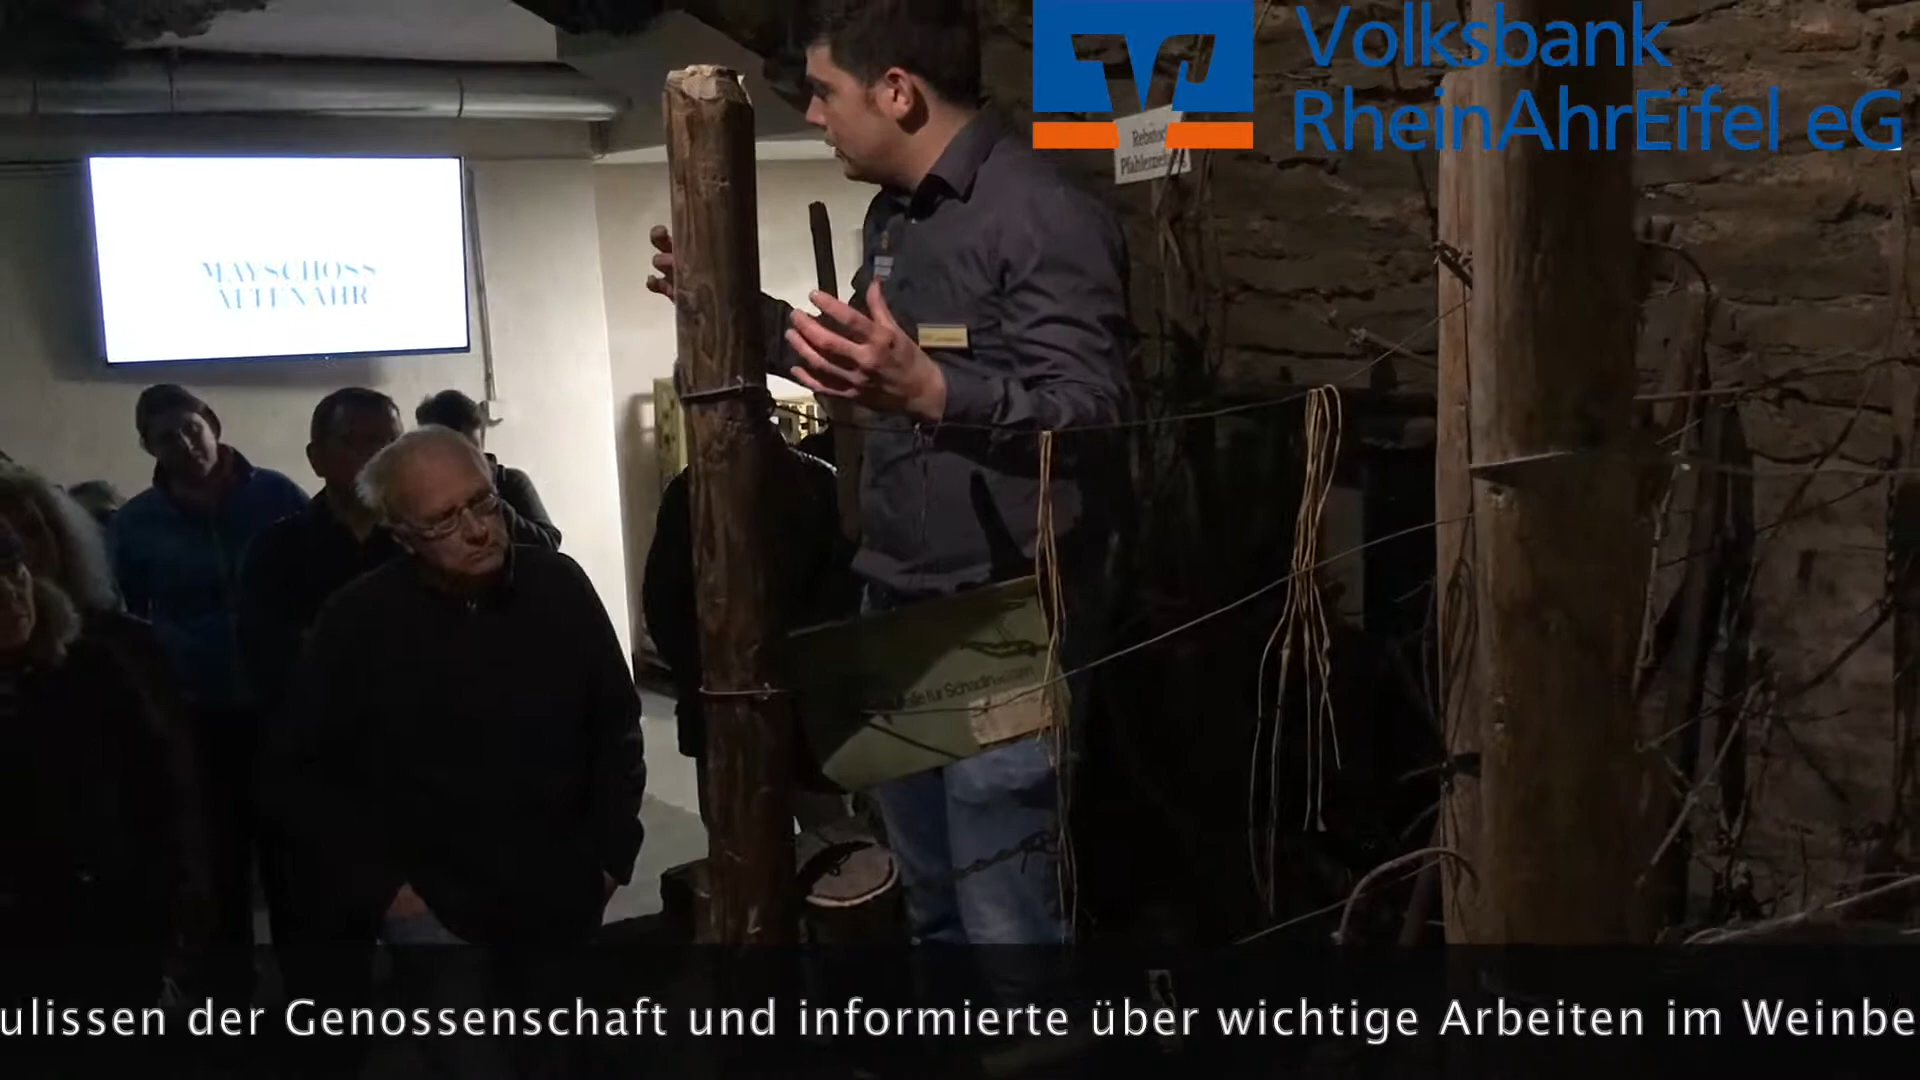 Volksbank
RheinAhrEifel eG
MAYSCHOSS
ALTENAHR
ulissen der Genossenschaft und informierte über wichtige Arbeiten im Weinbe